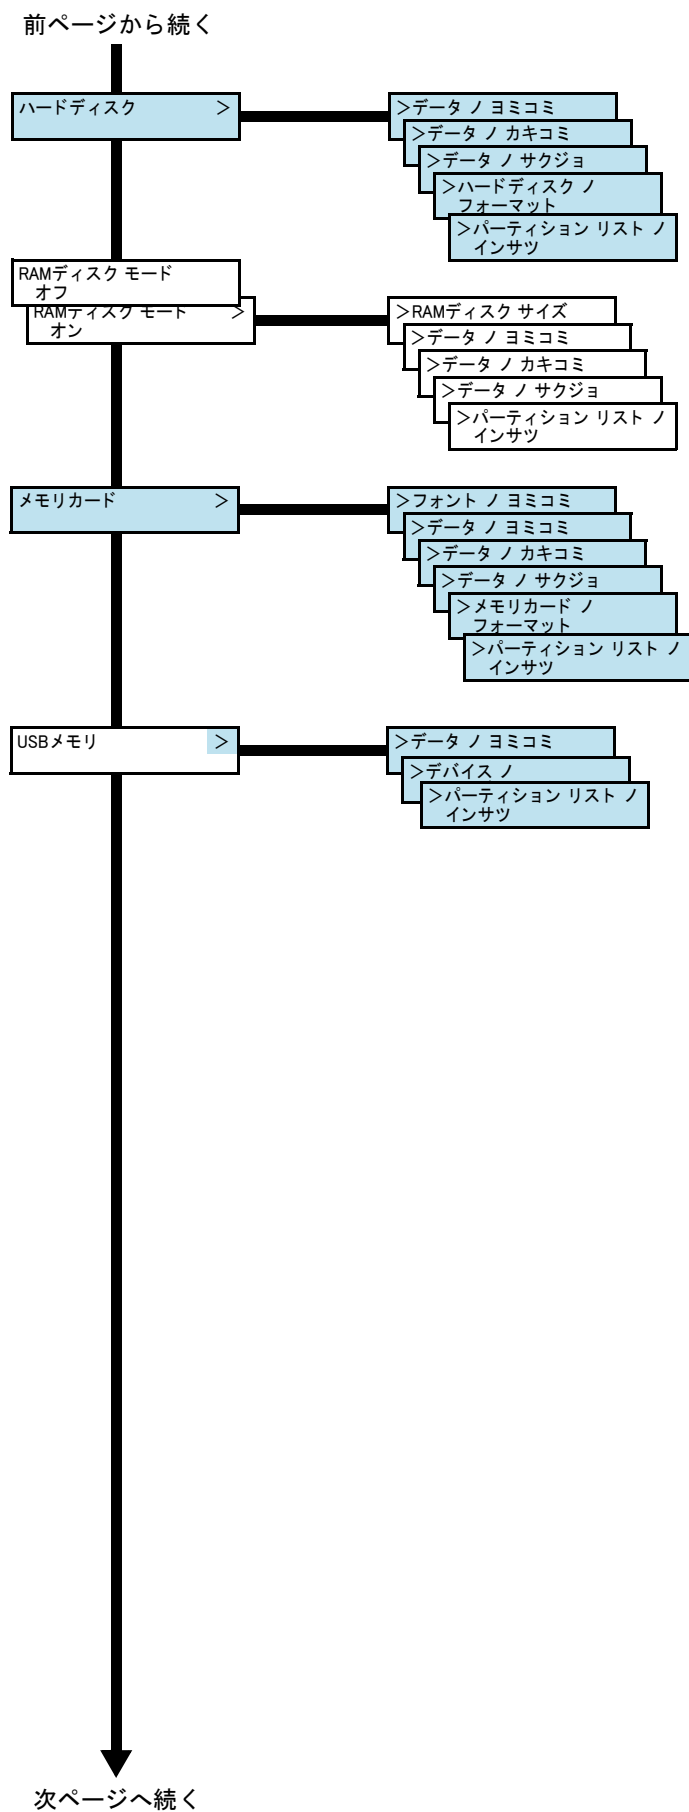 前ページから続く
ハードディスク >
>データ ノ ヨミコミ
>データ ノ カキコミ
>データ ノ サクジョ
>ハードディスク ノ
フォーマット
>パーティション リスト ノ
インサツ
RAMディスク モード
オフ
RAMディスク モード >
オン
>RAMディスク サイズ
>データ ノ ヨミコミ
>データ ノ カキコミ
>データ ノ サクジョ
>パーティション リスト ノ
インサツ
メモリカード >
>フォント ノ ヨミコミ
>データ ノ ヨミコミ
>データ ノ カキコミ
>データ ノ サクジョ
>メモリカード ノ
フォーマット
>パーティション リスト ノ
インサツ
USBメモリ >
>データ ノ ヨミコミ
>デバイス ノ
>パーティション リスト ノ
インサツ
次ページへ続く